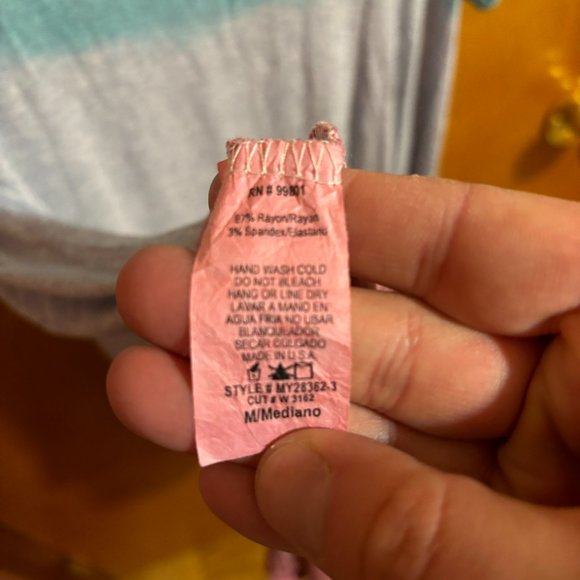 RN # 99801
97% Rayon/Rayan
3% Spandex/Elastano
HAND WASH COLD
DO NOT BLEACH
HANG OR LINE DRY
LAVAR A MANO EN
AGUA FRIA NO USAR
BLANQUEADOR
SECAR COLGADO
MADE IN U.S.A.
STYLE # MY28362-3
CUT # W 3162
M/Mediano